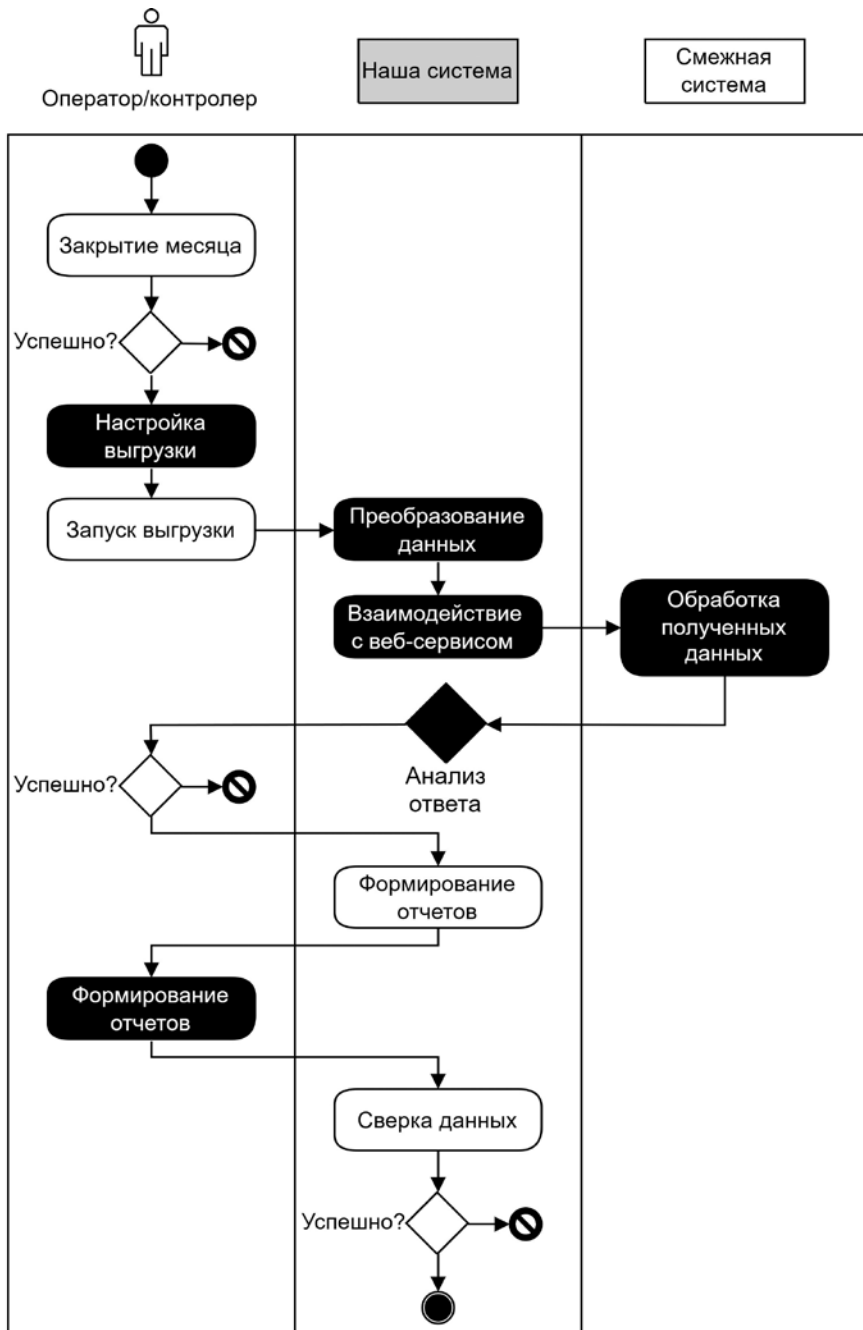 Оператор/контролер
Наша система
Смежная
система
Закрытие месяца
Успешно?
Настройка
выгрузки
Запуск выгрузки
Преобразование
данных
Взаимодействие
с веб-сервисом
Обработка
полученных
данных
Анализ
ответа
Успешно?
Формирование
отчетов
Формирование
отчетов
Сверка данных
Успешно?